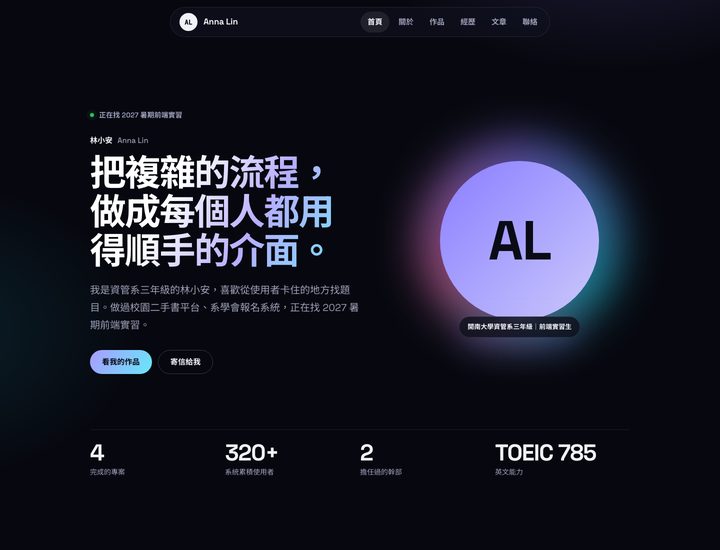 AL Anna Lin 首頁 關於 作品 經歷 文章 聯絡
正在找 2027 暑期前端實習
林小安 Anna Lin
把複雜的流程，
做成每個人都用
得順手的介面。
我是資管系三年級的林小安，喜歡從使用者卡住的地方找題
目。做過校園二手書平台、系學會報名系統，正在找 2027 暑
期前端實習。
看我的作品 寄信給我
AL
開南大學資管系三年級｜前端實習生
4 320+ 2 TOEIC 785
完成的專案 系統累積使用者 擔任過的幹部 英文能力